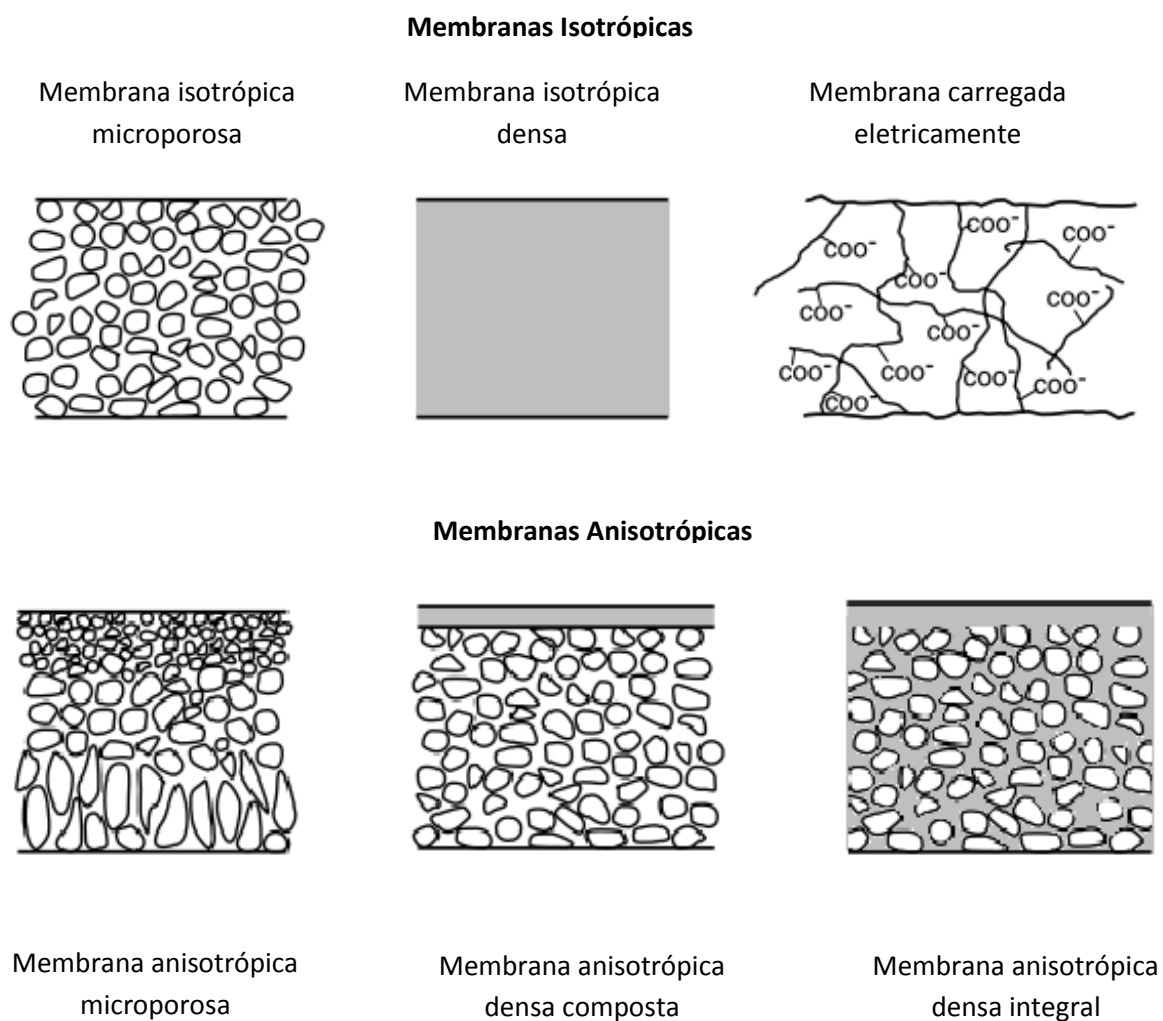 Membranas Isotrópicas
Membrana isotrópica
microporosa
Membrana isotrópica
densa
Membrana carregada
eletricamente
COO⁻
COO⁻
COO⁻
COO⁻
COO⁻
COO⁻
COO⁻
COO⁻
COO⁻
COO⁻
COO⁻
COO⁻
Membranas Anisotrópicas
Membrana anisotrópica
microporosa
Membrana anisotrópica
densa composta
Membrana anisotrópica
densa integral